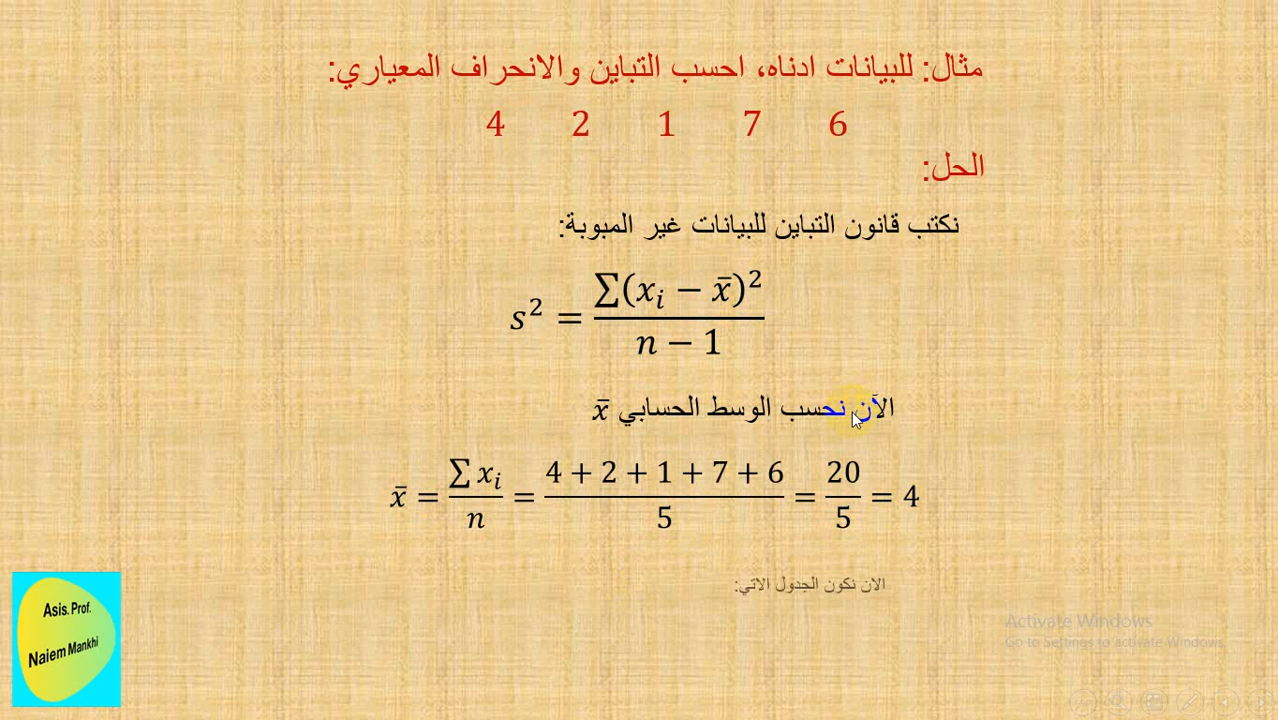 مثال: للبيانات ادناه، احسب التباين والانحراف المعياري:
4 2 1 7 6
الحل:
نكتب قانون التباين للبيانات غير المبوبة:
s² = ∑(xᵢ − x̄)² / (n − 1)
الآن نحسب الوسط الحسابي x̄
x̄ = ∑ xᵢ / n = (4 + 2 + 1 + 7 + 6) / 5 = 20 / 5 = 4
الان نكون الجدول الاتي:
Asis. Prof.
Naiem Mankhi
Activate Windows
Go to Settings to activate Windows.